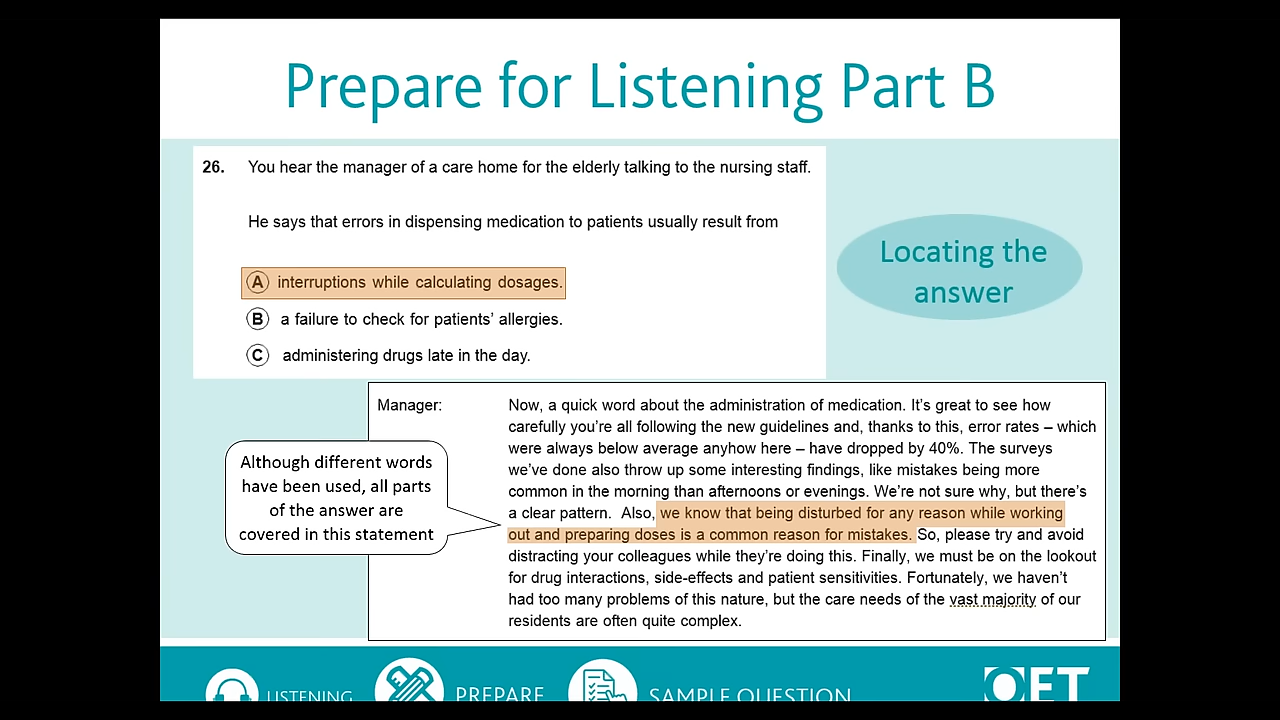 Prepare for Listening Part B
26. You hear the manager of a care home for the elderly talking to the nursing staff.
He says that errors in dispensing medication to patients usually result from
A interruptions while calculating dosages.
B a failure to check for patients' allergies.
C administering drugs late in the day.
Locating the
answer
Manager: Now, a quick word about the administration of medication. It's great to see how
carefully you're all following the new guidelines and, thanks to this, error rates – which
were always below average anyhow here – have dropped by 40%. The surveys
we've done also throw up some interesting findings, like mistakes being more
common in the morning than afternoons or evenings. We're not sure why, but there's
a clear pattern. Also, we know that being disturbed for any reason while working
out and preparing doses is a common reason for mistakes. So, please try and avoid
distracting your colleagues while they're doing this. Finally, we must be on the lookout
for drug interactions, side-effects and patient sensitivities. Fortunately, we haven't
had too many problems of this nature, but the care needs of the vast majority of our
residents are often quite complex.
Although different words
have been used, all parts
of the answer are
covered in this statement
LISTENING PREPARE SAMPLE QUESTION OET